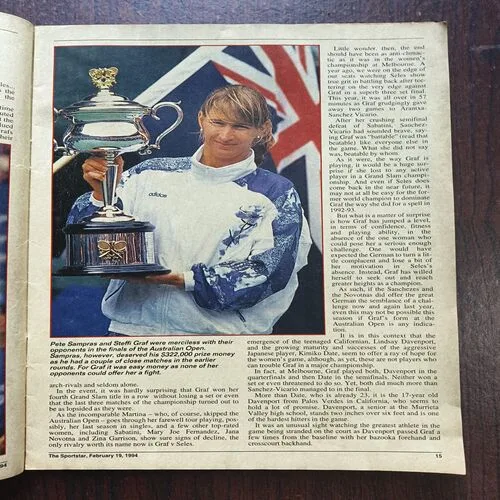 les..
s the
the
time
uted
d the
lued
Graf's
their
94
adidas
Pete Sampras and Steffi Graf were merciless with their
opponents in the finals of the Australian Open.
Sampras, however, deserved his $322,000 prize money
as he had a couple of close matches in the earlier
rounds. For Graf it was easy money as none of her
opponents could offer her a fight.
arch-rivals and seldom alone.
In the event, it was hardly surprising that Graf won her
fourth Grand Slam title in a row without losing a set or even
that the last three matches of the championship turned out to
be as lopsided as they were.
As the incomparable Martina – who, of course, skipped the
Australian Open – goes through her farewell tour playing, pos-
sibly, her last season in singles, and a few other top-rated
women, including Sabatini, Mary Joe Fernandez, Jana
Novotna and Zina Garrison, show sure signs of decline, the
only rivalry worth its name now is Graf v Seles.
Little wonder, then, the end
should have been as anti-climac-
tic as it was in the women's
championship at Melbourne. A
year ago, we were on the edge of
our seats watching Seles show
true grit in battling back after tot-
tering on the very edge against
Graf in a superb three set final.
This year, it was all over in 57
minutes as Graf grudgingly gave
away two games to Arantxa
Sanchez Vicario.
After her crushing semifinal
defeat of Sabatini, Sanchez-
Vicario had sounded brave, say-
ing Graf was "battable" (read that
beatable) like everyone else in
the game. What she did not say
was, beatable by whom.
As it were, the way Graf is
playing, it would be a huge sur-
prise if she lost to any active
player in a Grand Slam champi-
onship. And even if Seles does
come back in the near future, it
may not at all be easy for the for-
mer world champion to dominate
Graf the way she did for a spell in
1992-93.
But what is a matter of surprise
is how Graf has jumped a level,
in terms of confidence, fitness
and playing ability, in the
absence of the one woman who
could pose her a serious enough
challenge. One would have
expected the German to turn a lit-
tle complacent and lose a bit of
her motivation in Seles's
absence. Instead, Graf has willed
herself to seek out and reach
greater heights as a champion.
As such, if the Sanchezes and
the Novotnas did offer the great
German the semblance of a chal-
lenge now and again last year,
even this may not be possible this
season if Graf's form at the
Australian Open is any indica-
tion.
It is in this context that the
emergence of the teenaged Californian, Lindsay Davenport,
and the growing maturity and successes of the aggressive
Japanese player, Kimiko Date, seem to offer a ray of hope for
the women's game, although, as yet, these are not players who
can trouble Graf in a major championship.
In fact, at Melbourne, Graf played both, Davenport in the
quarterfinals and then Date in the semifinals. Neither won a
set or even threatened to do so. Yet, both did much more than
Sanchez Vicario managed to in the final.
More than Date, who is already 23, it is the 17-year old
Davenport from Palos Verdes in California, who seems to
hold a lot of promise. Davenport, a senior at the Murrieta
Valley high school, stands two inches over six feet and is one
of the hardest hitters in the game.
It was an unusual sight watching the greatest athlete in the
game being stranded on the court as Davenport passed Graf a
few times from the baseline with her bazooka forehand and
crosscourt backhand.
The Sportstar, February 19, 1994
15